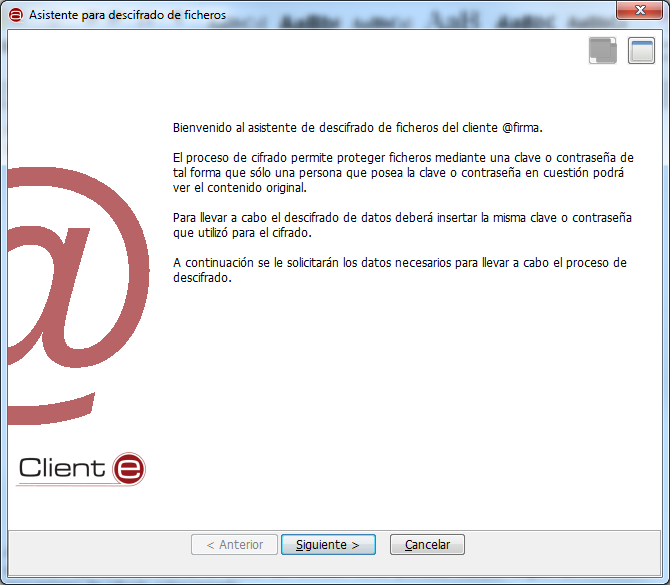 Asistente para descifrado de ficheros
Bienvenido al asistente de descifrado de ficheros del cliente @firma.
El proceso de cifrado permite proteger ficheros mediante una clave o contraseña de
tal forma que sólo una persona que posea la clave o contraseña en cuestión podrá
ver el contenido original.
Para llevar a cabo el descifrado de datos deberá insertar la misma clave o contraseña
que utilizó para el cifrado.
A continuación se le solicitarán los datos necesarios para llevar a cabo el proceso de
descifrado.
@
Client e
< Anterior
Siguiente >
Cancelar